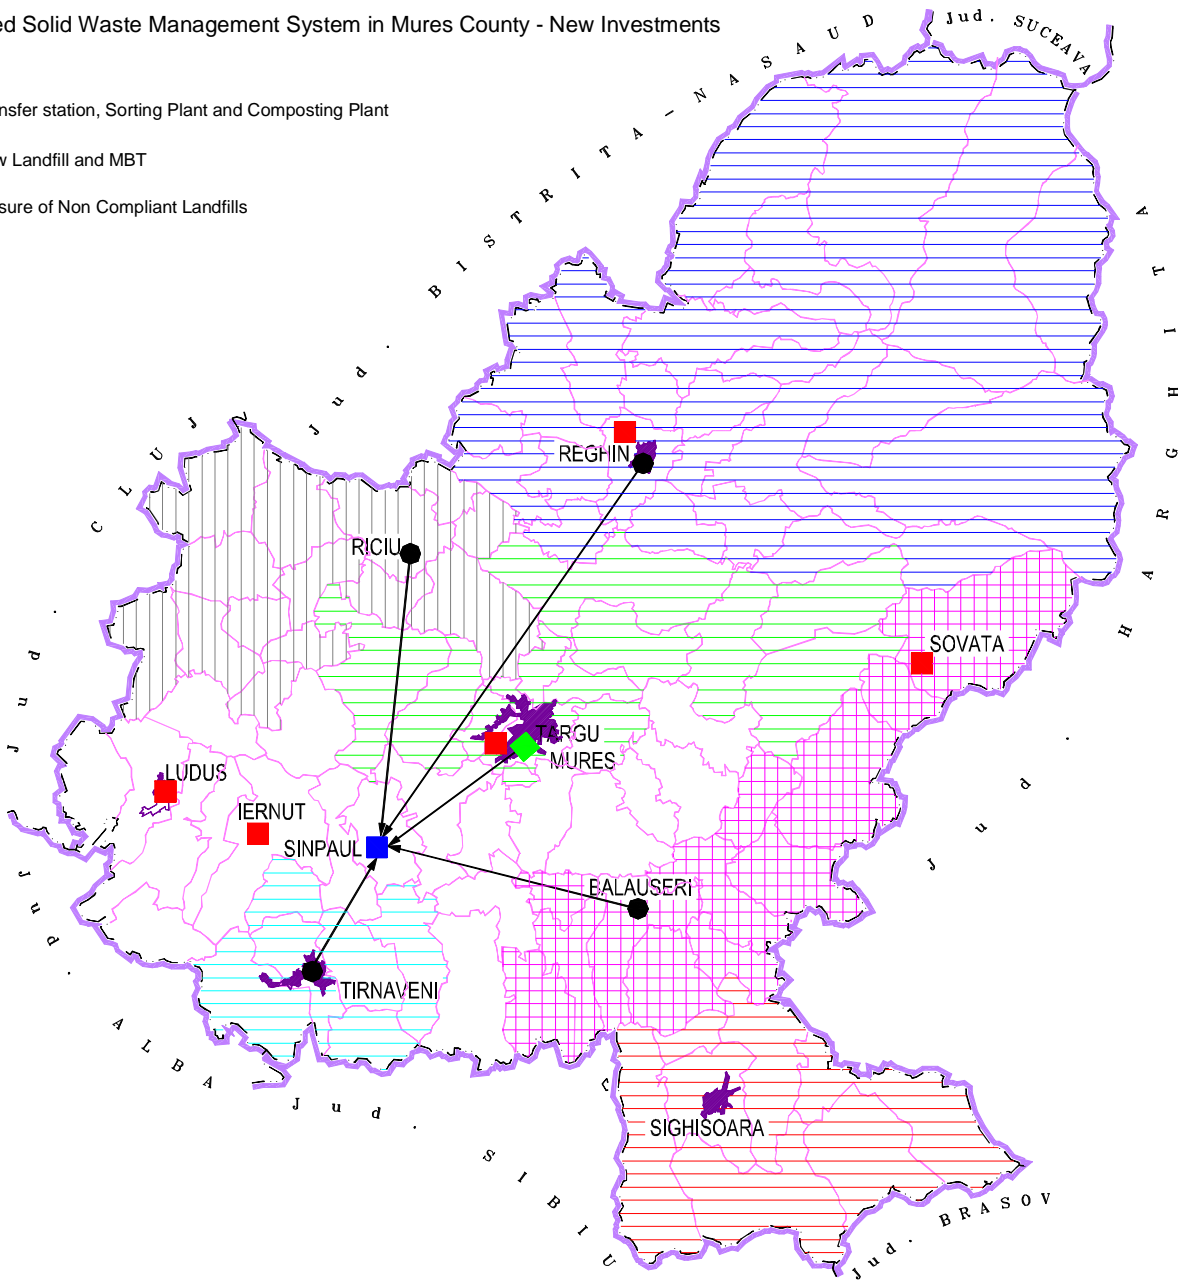 ed Solid Waste Management System in Mures County - New Investments
nsfer station, Sorting Plant and Composting Plant
w Landfill and MBT
sure of Non Compliant Landfills
Jud. SUCEAVA
Jud. BISTRITA-NASAUD
Jud. CLUJ
Jud. HARGHITA
REGHIN
RICIU
SOVATA
TARGU
MURES
LUDUS
IERNUT
SINPAUL
BALAUSERI
TIRNAVENI
SIGHISOARA
Jud. ALBA
Jud. SIBIU
Jud. BRASOV